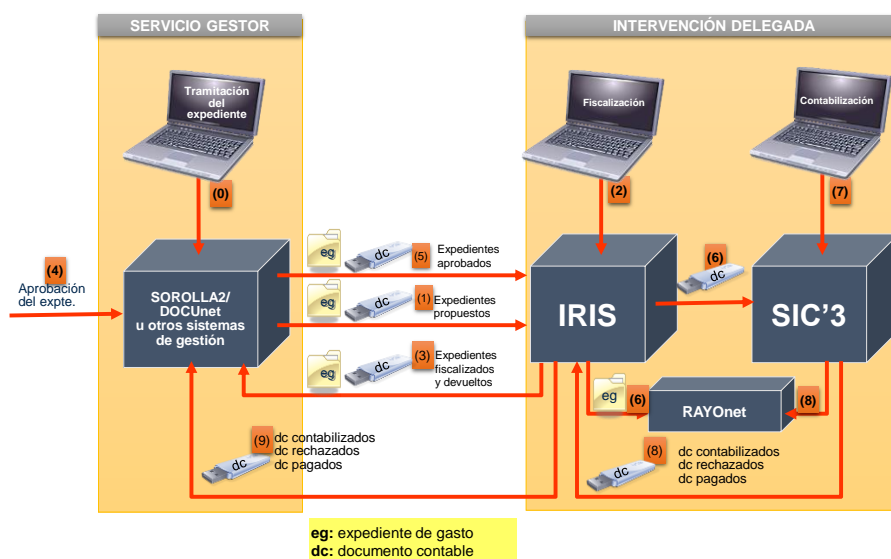 SERVICIO GESTOR
INTERVENCIÓN DELEGADA
Tramitación
del
expediente
Fiscalización
Contabilización
(0)
(2)
(7)
(4)
Aprobación
del expte.
SOROLLA2/
DOCUnet
u otros sistemas
de gestión
eg
dc
(5)
Expedientes
aprobados
eg
dc
(1)
Expedientes
propuestos
eg
dc
(3)
Expedientes
fiscalizados
y devueltos
IRIS
(6)
dc
SIC'3
eg
(6)
RAYOnet
(8)
(9)
dc
dc contabilizados
dc rechazados
dc pagados
(8)
dc
dc contabilizados
dc rechazados
dc pagados
eg: expediente de gasto
dc: documento contable